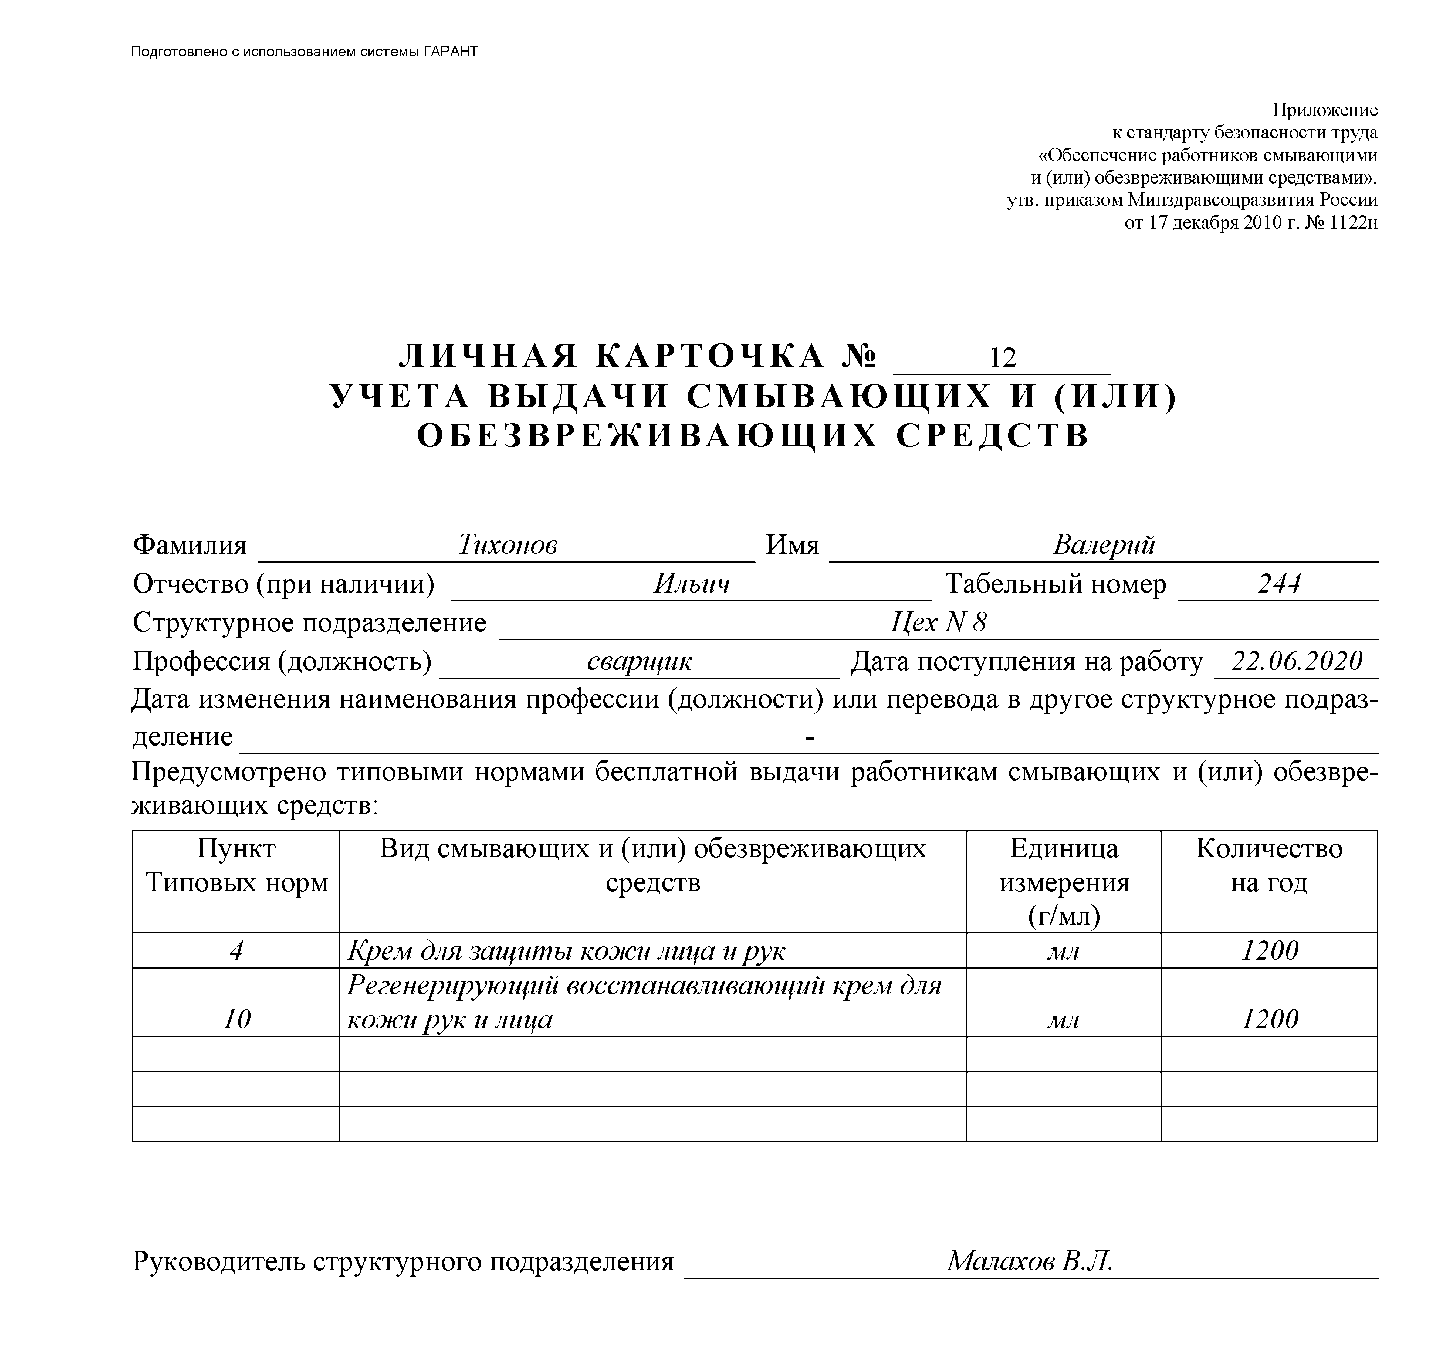 Подготовлено с использованием системы ГАРАНТ
Приложение
к стандарту безопасности труда
«Обеспечение работников смывающими
и (или) обезвреживающими средствами».
утв. приказом Минздравсоцразвития России
от 17 декабря 2010 г. № 1122н
ЛИЧНАЯ КАРТОЧКА № 12
УЧЕТА ВЫДАЧИ СМЫВАЮЩИХ И (ИЛИ)
ОБЕЗВРЕЖИВАЮЩИХ СРЕДСТВ
Фамилия Тихонов Имя Валерий
Отчество (при наличии) Ильич Табельный номер 244
Структурное подразделение Цех N 8
Профессия (должность) сварщик Дата поступления на работу 22.06.2020
Дата изменения наименования профессии (должности) или перевода в другое структурное подраз-
деление -
Предусмотрено типовыми нормами бесплатной выдачи работникам смывающих и (или) обезвре-
живающих средств:
Пункт Вид смывающих и (или) обезвреживающих Единица Количество
Типовых норм средств измерения на год
(г/мл)
4 Крем для защиты кожи лица и рук мл 1200
Регенерирующий восстанавливающий крем для
10 кожи рук и лица мл 1200
Руководитель структурного подразделения Малахов В.Л.